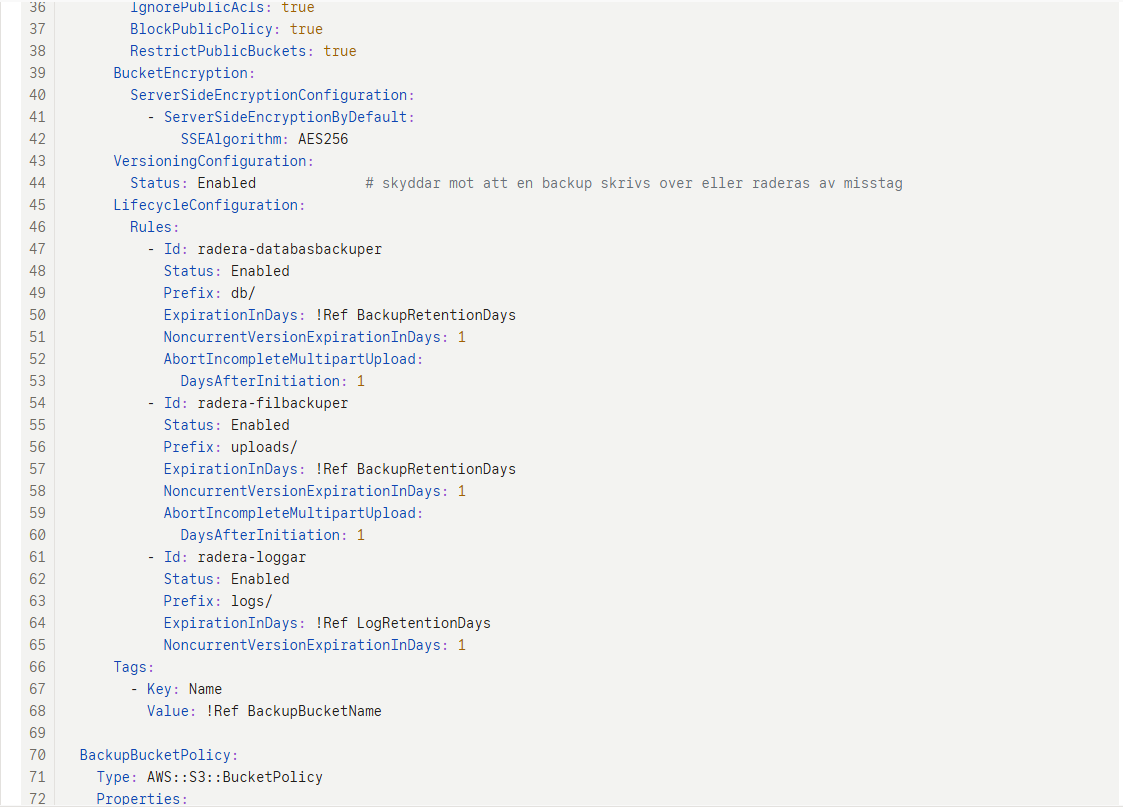 36 IgnorePublicAcls: true
37 BlockPublicPolicy: true
38 RestrictPublicBuckets: true
39 BucketEncryption:
40 ServerSideEncryptionConfiguration:
41 - ServerSideEncryptionByDefault:
42 SSEAlgorithm: AES256
43 VersioningConfiguration:
44 Status: Enabled # skyddar mot att en backup skrivs over eller raderas av misstag
45 LifecycleConfiguration:
46 Rules:
47 - Id: radera-databasbackuper
48 Status: Enabled
49 Prefix: db/
50 ExpirationInDays: !Ref BackupRetentionDays
51 NoncurrentVersionExpirationInDays: 1
52 AbortIncompleteMultipartUpload:
53 DaysAfterInitiation: 1
54 - Id: radera-filbackuper
55 Status: Enabled
56 Prefix: uploads/
57 ExpirationInDays: !Ref BackupRetentionDays
58 NoncurrentVersionExpirationInDays: 1
59 AbortIncompleteMultipartUpload:
60 DaysAfterInitiation: 1
61 - Id: radera-loggar
62 Status: Enabled
63 Prefix: logs/
64 ExpirationInDays: !Ref LogRetentionDays
65 NoncurrentVersionExpirationInDays: 1
66 Tags:
67 - Key: Name
68 Value: !Ref BackupBucketName
69
70 BackupBucketPolicy:
71 Type: AWS::S3::BucketPolicy
72 Properties: